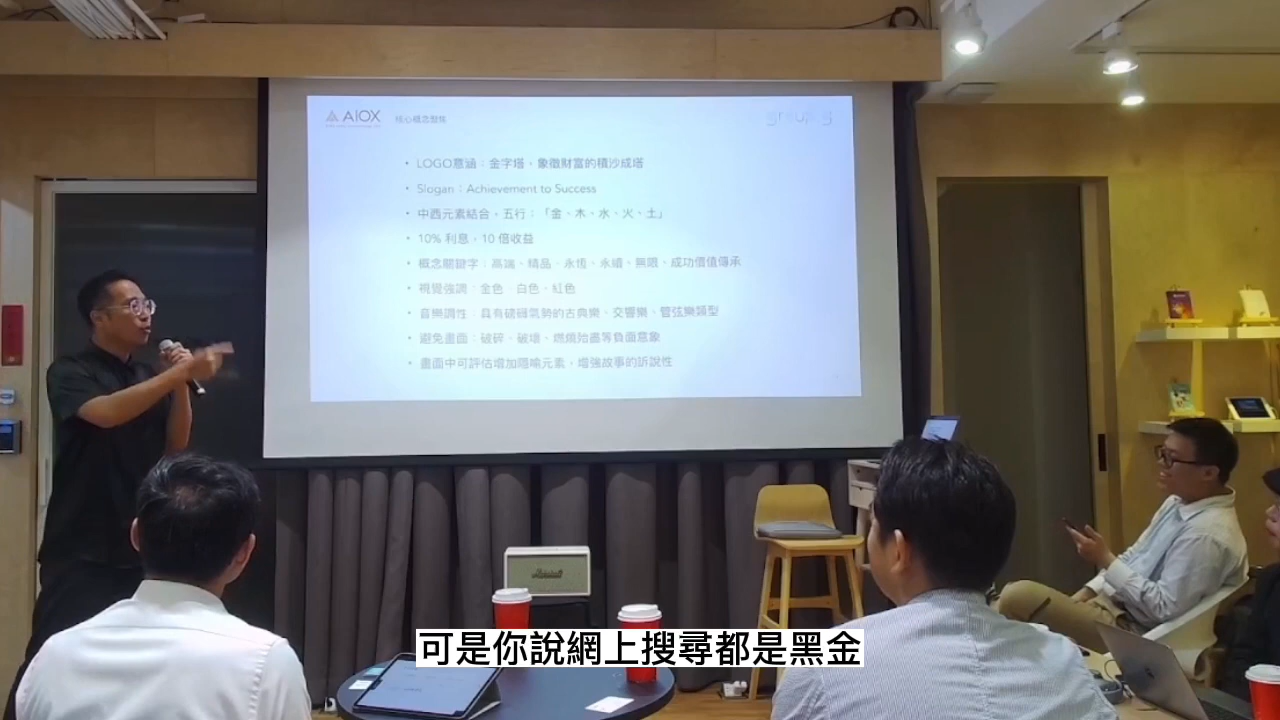 AIOX 核心概念發想
• LOGO意涵：金字塔、象徵財富的積沙成塔
• Slogan：Achievement to Success
• 中西元素結合，五行：「金、木、水、火、土」
• 10% 利息，10 倍收益
• 概念關鍵字：高端、精品、永恆、永續、無限、成功價值傳承
• 視覺強調：金色、白色、紅色
• 音樂調性：具有磅礴氣勢的古典樂、交響樂、管弦樂類型
• 避免畫面：破碎、破壞、燃燒殆盡等負面意象
• 畫面中可評估增加隱喻元素，增強故事的訴說性
Marshall
可是你說網上搜尋都是黑金